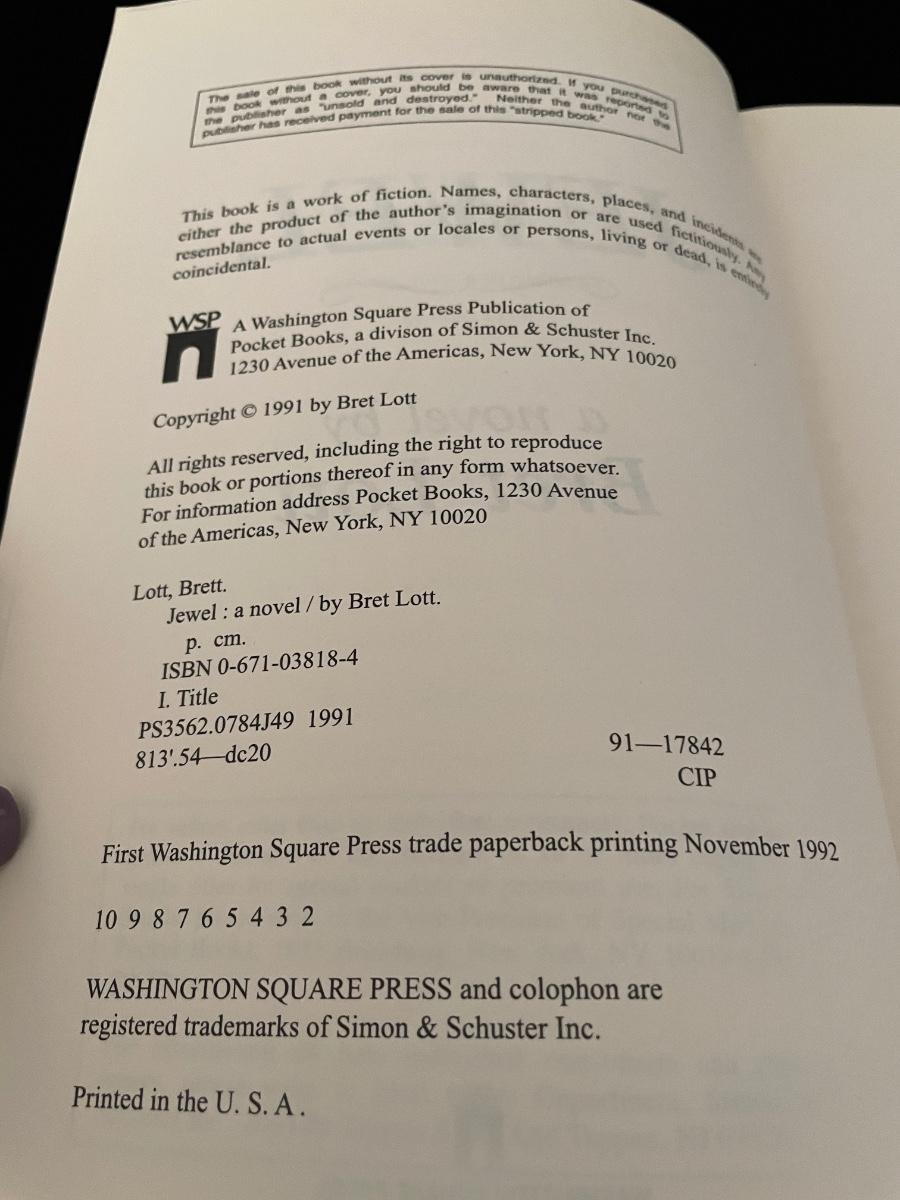 The sale of this book without its cover is unauthorized. If you purchased
this book without a cover, you should be aware that it was reported to
the publisher as "unsold and destroyed." Neither the author nor the
publisher has received payment for the sale of this "stripped book."
This book is a work of fiction. Names, characters, places, and incidents are
either the product of the author's imagination or are used fictitiously. Any
resemblance to actual events or locales or persons, living or dead, is entirely
coincidental.
WSP
A Washington Square Press Publication of
Pocket Books, a divison of Simon & Schuster Inc.
1230 Avenue of the Americas, New York, NY 10020
Copyright © 1991 by Bret Lott
All rights reserved, including the right to reproduce
this book or portions thereof in any form whatsoever.
For information address Pocket Books, 1230 Avenue
of the Americas, New York, NY 10020
Lott, Brett.
Jewel : a novel / by Bret Lott.
p. cm.
ISBN 0-671-03818-4
I. Title
PS3562.0784J49 1991
813'.54—dc20
91—17842
CIP
First Washington Square Press trade paperback printing November 1992
10 9 8 7 6 5 4 3 2
WASHINGTON SQUARE PRESS and colophon are
registered trademarks of Simon & Schuster Inc.
Printed in the U. S. A .